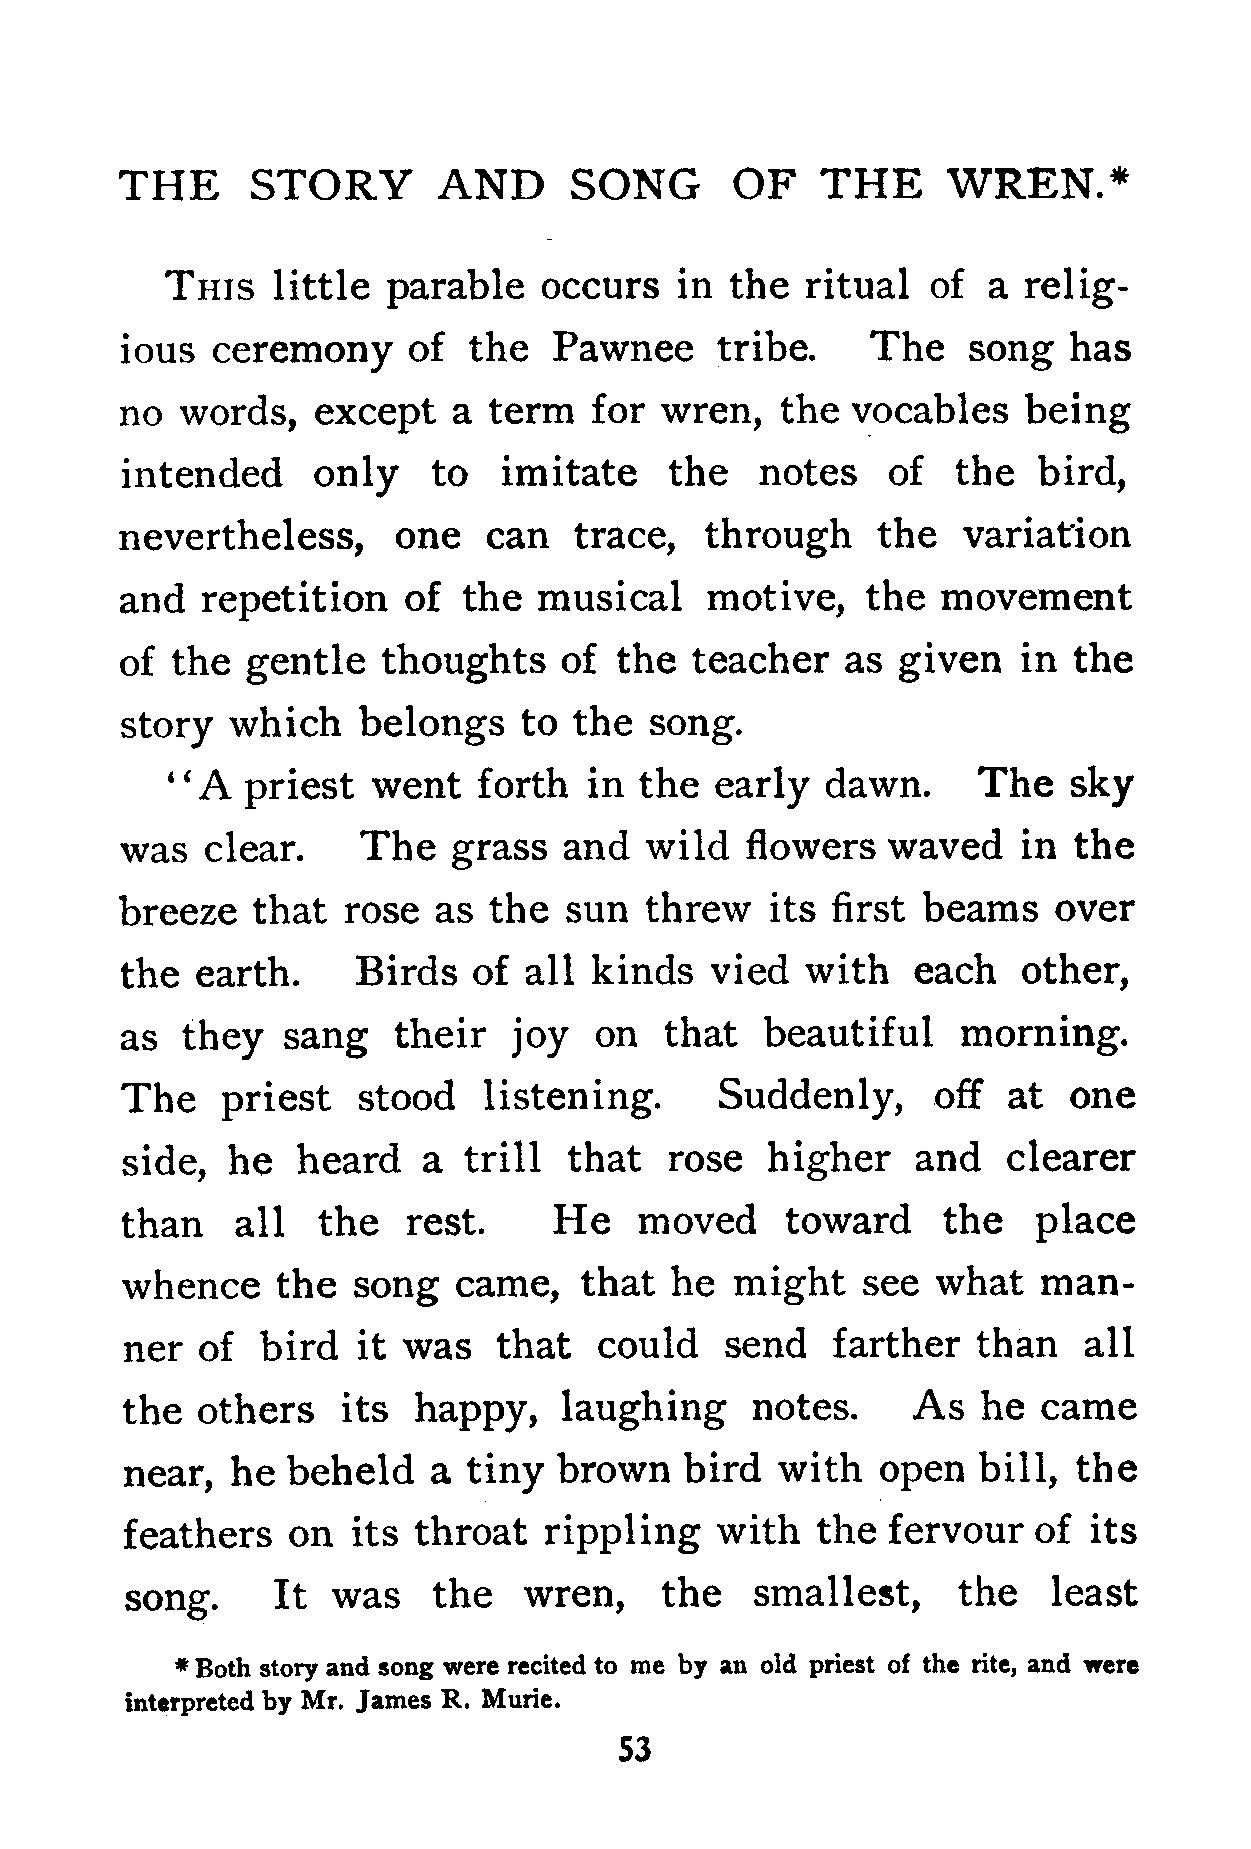 THE STORY AND SONG OF THE WREN.*
THIS little parable occurs in the ritual of a relig-
ious ceremony of the Pawnee tribe. The song has
no words, except a term for wren, the vocables being
intended only to imitate the notes of the bird,
nevertheless, one can trace, through the variation
and repetition of the musical motive, the movement
of the gentle thoughts of the teacher as given in the
story which belongs to the song.
‘‘A priest went forth in the early dawn. The sky
was clear. The grass and wild flowers waved in the
breeze that rose as the sun threw its first beams over
the earth. Birds of all kinds vied with each other,
as they sang their joy on that beautiful morning.
The priest stood listening. Suddenly, off at one
side, he heard a trill that rose higher and clearer
than all the rest. He moved toward the place
whence the song came, that he might see what man-
ner of bird it was that could send farther than all
the others its happy, laughing notes. As he came
near, he beheld a tiny brown bird with open bill, the
feathers on its throat rippling with the fervour of its
song. It was the wren, the smallest, the least
* Both story and song were recited to me by an old priest of the rite, and were
interpreted by Mr. James R. Murie.
53